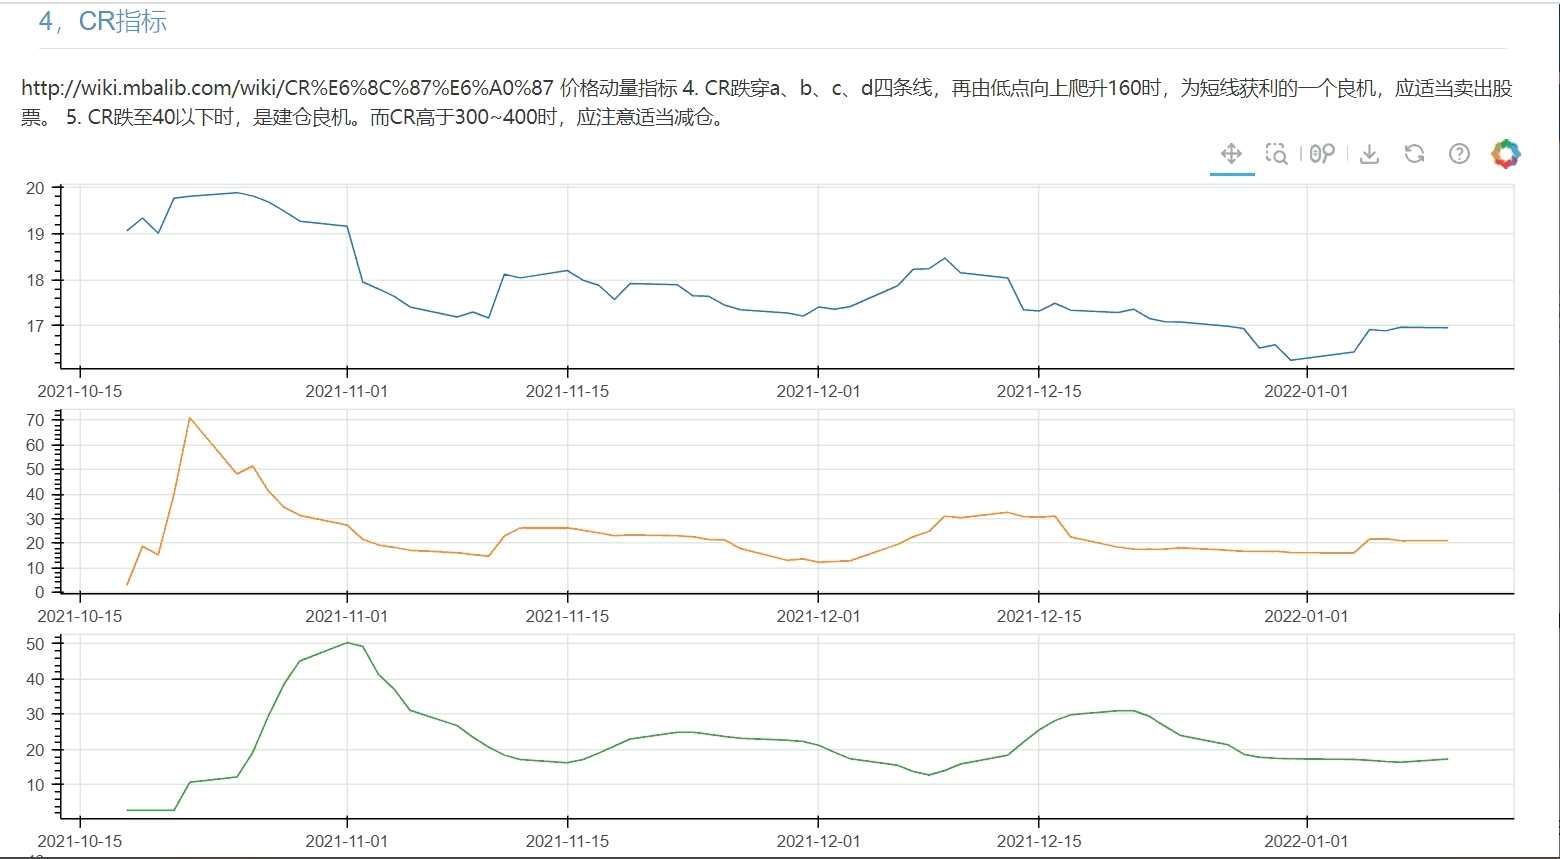 4，CR指标
http://wiki.mbalib.com/wiki/CR%E6%8C%87%E6%A0%87 价格动量指标 4. CR跌穿a、b、c、d四条线，再由低点向上爬升160时，为短线获利的一个良机，应适当卖出股
票。 5. CR跌至40以下时，是建仓良机。而CR高于300~400时，应注意适当减仓。
20
19
18
17
2021-10-15 2021-11-01 2021-11-15 2021-12-01 2021-12-15 2022-01-01
70
60
50
40
30
20
10
0
2021-10-15 2021-11-01 2021-11-15 2021-12-01 2021-12-15 2022-01-01
50
40
30
20
10
2021-10-15 2021-11-01 2021-11-15 2021-12-01 2021-12-15 2022-01-01